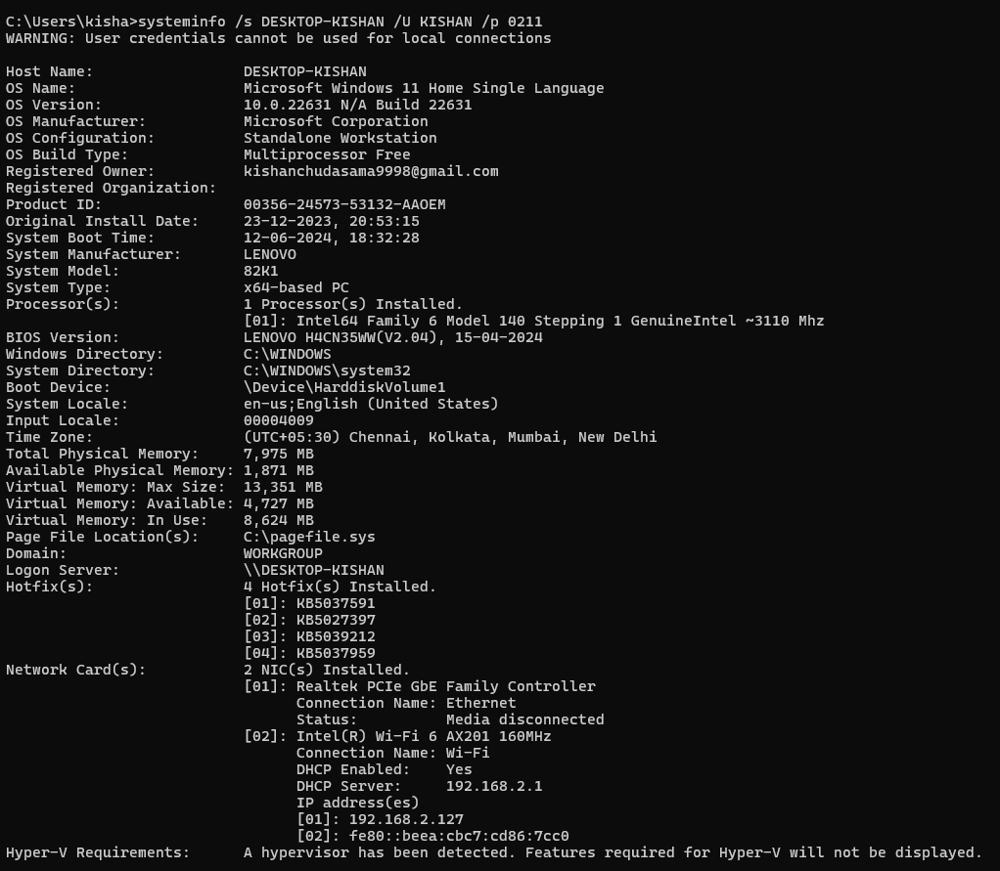 C:\Users\kisha>systeminfo /s DESKTOP-KISHAN /U KISHAN /p 0211
WARNING: User credentials cannot be used for local connections
Host Name: DESKTOP-KISHAN
OS Name: Microsoft Windows 11 Home Single Language
OS Version: 10.0.22631 N/A Build 22631
OS Manufacturer: Microsoft Corporation
OS Configuration: Standalone Workstation
OS Build Type: Multiprocessor Free
Registered Owner: kishanchudasama9998@gmail.com
Registered Organization:
Product ID: 00356-24573-53132-AAOEM
Original Install Date: 23-12-2023, 20:53:15
System Boot Time: 12-06-2024, 18:32:28
System Manufacturer: LENOVO
System Model: 82K1
System Type: x64-based PC
Processor(s): 1 Processor(s) Installed.
[01]: Intel64 Family 6 Model 140 Stepping 1 GenuineIntel ~3110 Mhz
BIOS Version: LENOVO H4CN35WW(V2.04), 15-04-2024
Windows Directory: C:\WINDOWS
System Directory: C:\WINDOWS\system32
Boot Device: \Device\HarddiskVolume1
System Locale: en-us;English (United States)
Input Locale: 00004009
Time Zone: (UTC+05:30) Chennai, Kolkata, Mumbai, New Delhi
Total Physical Memory: 7,975 MB
Available Physical Memory: 1,871 MB
Virtual Memory: Max Size: 13,351 MB
Virtual Memory: Available: 4,727 MB
Virtual Memory: In Use: 8,624 MB
Page File Location(s): C:\pagefile.sys
Domain: WORKGROUP
Logon Server: \\DESKTOP-KISHAN
Hotfix(s): 4 Hotfix(s) Installed.
[01]: KB5037591
[02]: KB5027397
[03]: KB5039212
[04]: KB5037959
Network Card(s): 2 NIC(s) Installed.
[01]: Realtek PCIe GbE Family Controller
Connection Name: Ethernet
Status: Media disconnected
[02]: Intel(R) Wi-Fi 6 AX201 160MHz
Connection Name: Wi-Fi
DHCP Enabled: Yes
DHCP Server: 192.168.2.1
IP address(es)
[01]: 192.168.2.127
[02]: fe80::beea:cbc7:cd86:7cc0
Hyper-V Requirements: A hypervisor has been detected. Features required for Hyper-V will not be displayed.